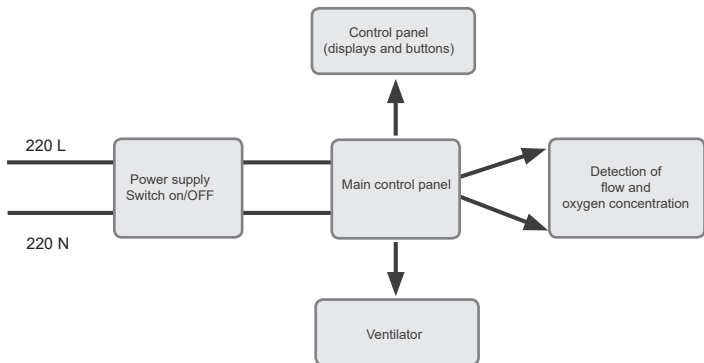 Control panel
(displays and buttons)
220 L
Power supply
Switch on/OFF
Main control panel
Detection of
flow and
oxygen concentration
220 N
Ventilator